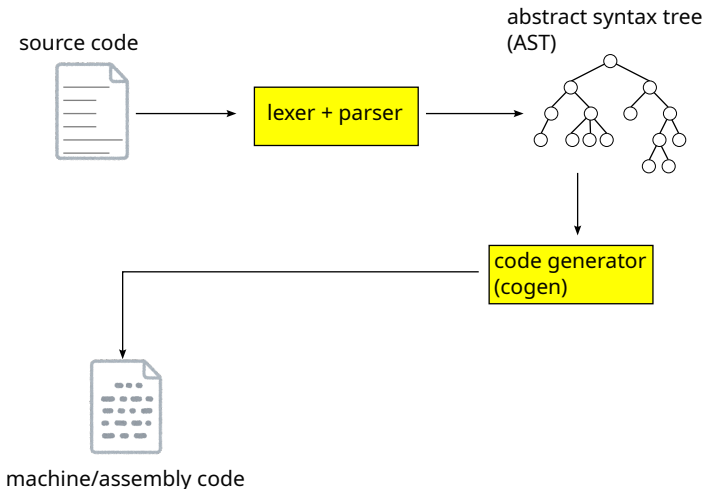 source code
lexer + parser
abstract syntax tree
(AST)
code generator
(cogen)
machine/assembly code